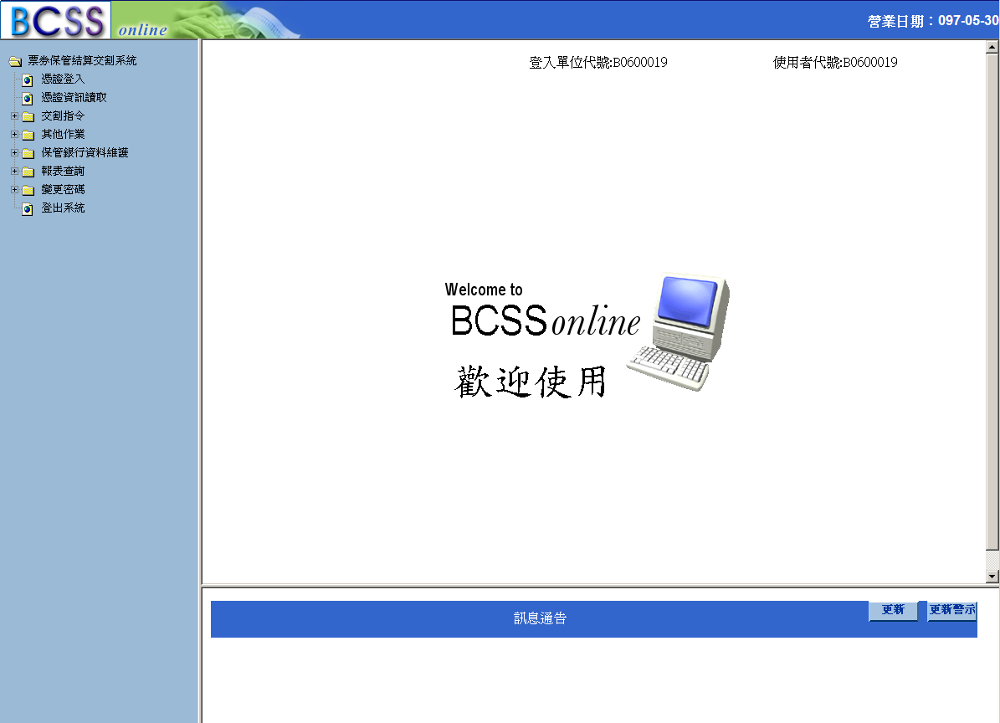 BCSS online
營業日期：097-05-30
票券保管結算交割系統
憑證登入
憑證資訊讀取
交割指令
其他作業
保管銀行資料維護
報表查詢
變更密碼
登出系統
登入單位代號:B0600019 使用者代號:B0600019
Welcome to
BCSS online
歡迎使用
訊息通告
更新 更新警示